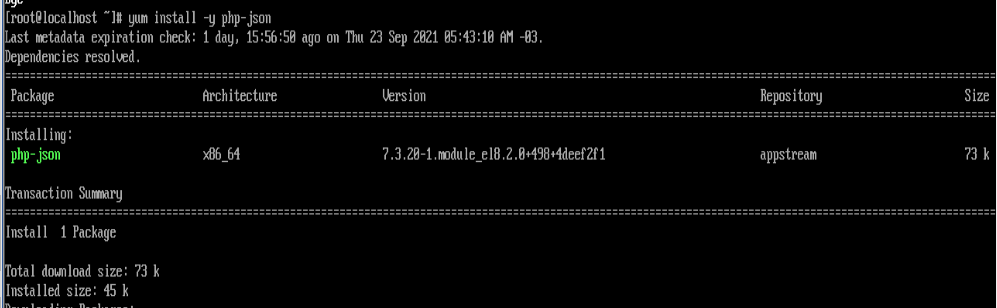 bye
[root@localhost ~]# yum install -y php-json
Last metadata expiration check: 1 day, 15:56:50 ago on Thu 23 Sep 2021 05:43:10 AM -03.
Dependencies resolved.
Package Architecture Version Repository Size
Installing:
php-json x86_64 7.3.20-1.module_el8.2.0+498+4deef2f1 appstream 73 k
Transaction Summary
Install 1 Package
Total download size: 73 k
Installed size: 45 k
Downloading Packages: